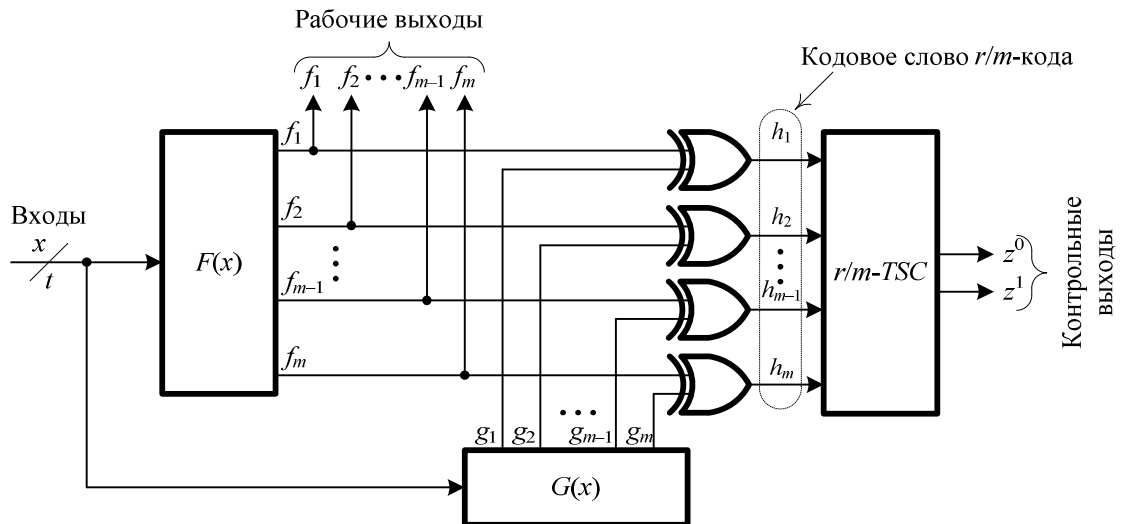 Рабочие выходы
f1 f2 ••• fm–1 fm
Кодовое слово r/m-кода
f1
h1
Входы
x
t
F(x)
f2
h2
r/m-TSC
z0
z1
Контрольные
выходы
fm–1
hm–1
fm
hm
g1 g2 ••• gm–1 gm
G(x)